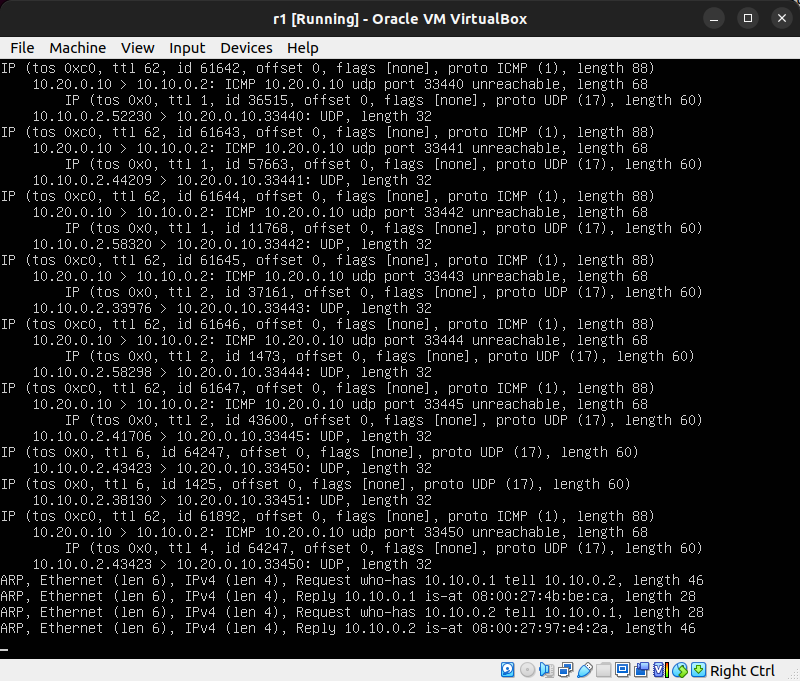 r1 [Running] - Oracle VM VirtualBox
File Machine View Input Devices Help
IP (tos 0xc0, ttl 62, id 61642, offset 0, flags [none], proto ICMP (1), length 88)
10.20.0.10 > 10.10.0.2: ICMP 10.20.0.10 udp port 33440 unreachable, length 68
IP (tos 0x0, ttl 1, id 36515, offset 0, flags [none], proto UDP (17), length 60)
10.10.0.2.52230 > 10.20.0.10.33440: UDP, length 32
IP (tos 0xc0, ttl 62, id 61643, offset 0, flags [none], proto ICMP (1), length 88)
10.20.0.10 > 10.10.0.2: ICMP 10.20.0.10 udp port 33441 unreachable, length 68
IP (tos 0x0, ttl 1, id 57663, offset 0, flags [none], proto UDP (17), length 60)
10.10.0.2.44209 > 10.20.0.10.33441: UDP, length 32
IP (tos 0xc0, ttl 62, id 61644, offset 0, flags [none], proto ICMP (1), length 88)
10.20.0.10 > 10.10.0.2: ICMP 10.20.0.10 udp port 33442 unreachable, length 68
IP (tos 0x0, ttl 1, id 11768, offset 0, flags [none], proto UDP (17), length 60)
10.10.0.2.58320 > 10.20.0.10.33442: UDP, length 32
IP (tos 0xc0, ttl 62, id 61645, offset 0, flags [none], proto ICMP (1), length 88)
10.20.0.10 > 10.10.0.2: ICMP 10.20.0.10 udp port 33443 unreachable, length 68
IP (tos 0x0, ttl 2, id 37161, offset 0, flags [none], proto UDP (17), length 60)
10.10.0.2.33976 > 10.20.0.10.33443: UDP, length 32
IP (tos 0xc0, ttl 62, id 61646, offset 0, flags [none], proto ICMP (1), length 88)
10.20.0.10 > 10.10.0.2: ICMP 10.20.0.10 udp port 33444 unreachable, length 68
IP (tos 0x0, ttl 2, id 1473, offset 0, flags [none], proto UDP (17), length 60)
10.10.0.2.58298 > 10.20.0.10.33444: UDP, length 32
IP (tos 0xc0, ttl 62, id 61647, offset 0, flags [none], proto ICMP (1), length 88)
10.20.0.10 > 10.10.0.2: ICMP 10.20.0.10 udp port 33445 unreachable, length 68
IP (tos 0x0, ttl 2, id 43600, offset 0, flags [none], proto UDP (17), length 60)
10.10.0.2.41706 > 10.20.0.10.33445: UDP, length 32
IP (tos 0x0, ttl 6, id 64247, offset 0, flags [none], proto UDP (17), length 60)
10.10.0.2.43423 > 10.20.0.10.33450: UDP, length 32
IP (tos 0x0, ttl 6, id 1425, offset 0, flags [none], proto UDP (17), length 60)
10.10.0.2.38130 > 10.20.0.10.33451: UDP, length 32
IP (tos 0xc0, ttl 62, id 61892, offset 0, flags [none], proto ICMP (1), length 88)
10.20.0.10 > 10.10.0.2: ICMP 10.20.0.10 udp port 33450 unreachable, length 68
IP (tos 0x0, ttl 4, id 64247, offset 0, flags [none], proto UDP (17), length 60)
10.10.0.2.43423 > 10.20.0.10.33450: UDP, length 32
ARP, Ethernet (len 6), IPv4 (len 4), Request who-has 10.10.0.1 tell 10.10.0.2, length 46
ARP, Ethernet (len 6), IPv4 (len 4), Reply 10.10.0.1 is-at 08:00:27:4b:be:ca, length 28
ARP, Ethernet (len 6), IPv4 (len 4), Request who-has 10.10.0.2 tell 10.10.0.1, length 28
ARP, Ethernet (len 6), IPv4 (len 4), Reply 10.10.0.2 is-at 08:00:27:97:e4:2a, length 46
Right Ctrl